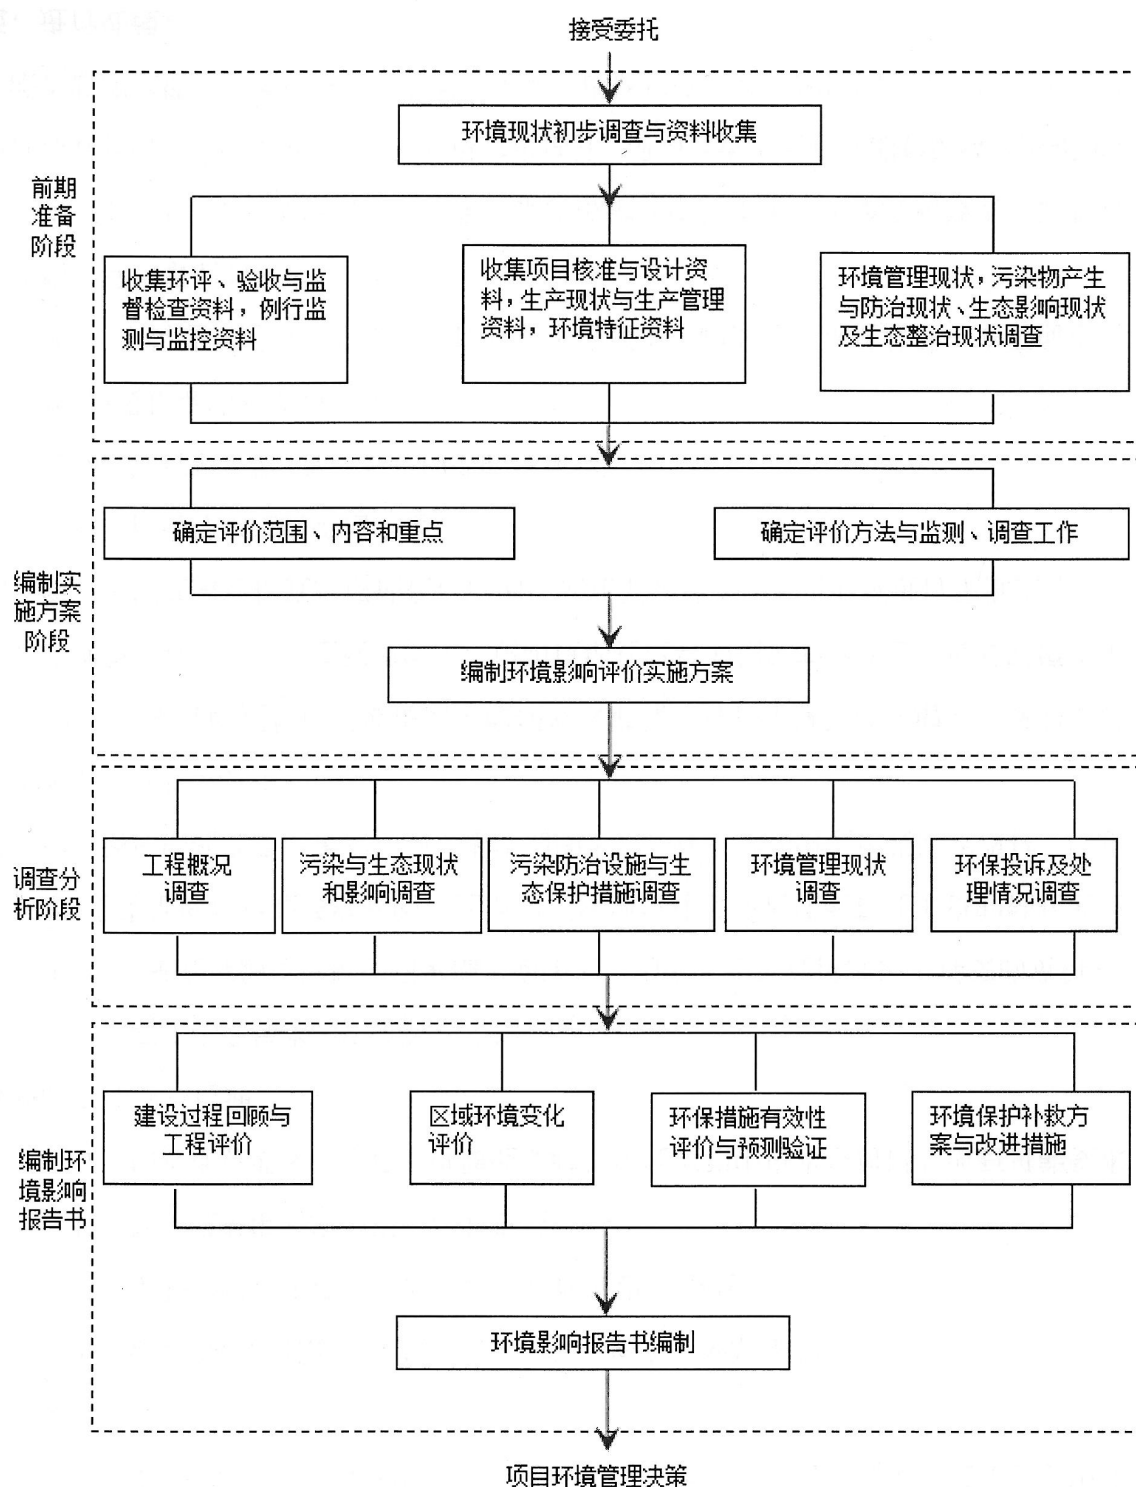 接受委托
环境现状初步调查与资料收集
前期
准备
阶段
收集环评、验收与监
督检查资料，例行监
测与监控资料
收集项目核准与设计资
料，生产现状与生产管理
资料，环境特征资料
环境管理现状，污染物产生
与防治现状、生态影响现状
及生态整治现状调查
编制实
施方案
阶段
确定评价范围、内容和重点
确定评价方法与监测、调查工作
编制环境影响评价实施方案
调查分
析阶段
工程概况
调查
污染与生态现状
和影响调查
污染防治设施与生
态保护措施调查
环境管理现状
调查
环保投诉及处
理情况调查
编制环
境影响
报告书
建设过程回顾与
工程评价
区域环境变化
评价
环保措施有效性
评价与预测验证
环境保护补救方
案与改进措施
环境影响报告书编制
项目环境管理决策